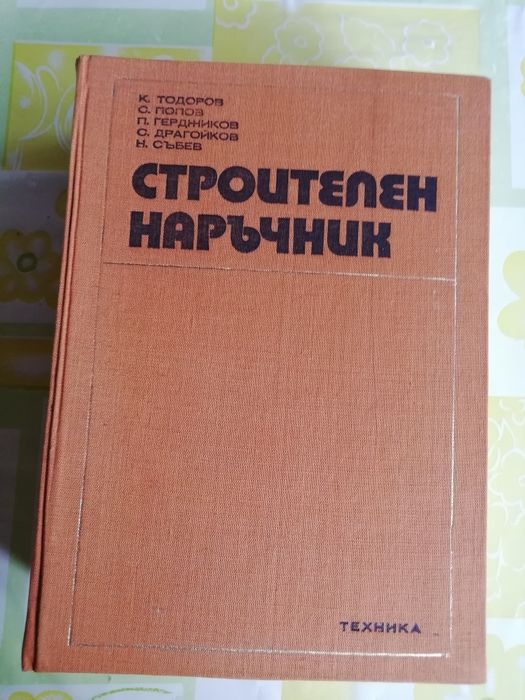 К. ТОДОРОВ
С. ПОПОВ
П. ГЕРДЖИКОВ
С. ДРАГОЙКОВ
Н. СЪБЕВ
СТРОИТЕЛЕН
НАРЪЧНИК
ТЕХНИКА